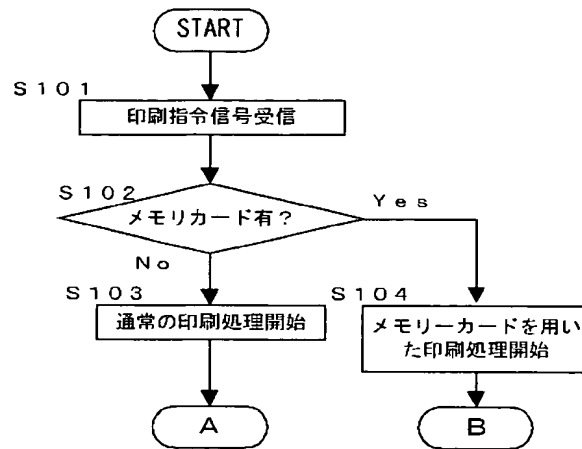 START
S101
印刷指令信号受信
S102
メモリカード有?
Yes
No
S103
通常の印刷処理開始
S104
メモリーカードを用い
た印刷処理開始
A
B